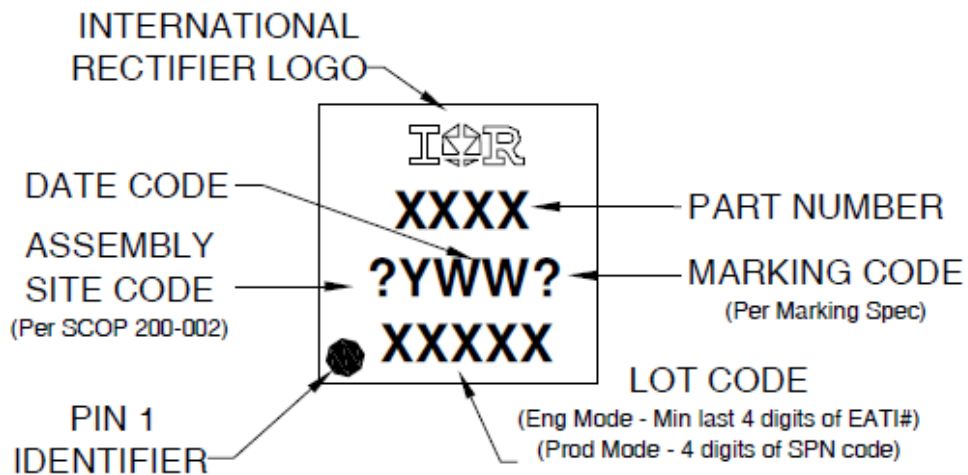 INTERNATIONAL
RECTIFIER LOGO
IOR
DATE CODE
XXXX
PART NUMBER
ASSEMBLY
SITE CODE
(Per SCOP 200-002)
?YWW?
MARKING CODE
(Per Marking Spec)
XXXXX
PIN 1
IDENTIFIER
LOT CODE
(Eng Mode - Min last 4 digits of EATI#)
(Prod Mode - 4 digits of SPN code)